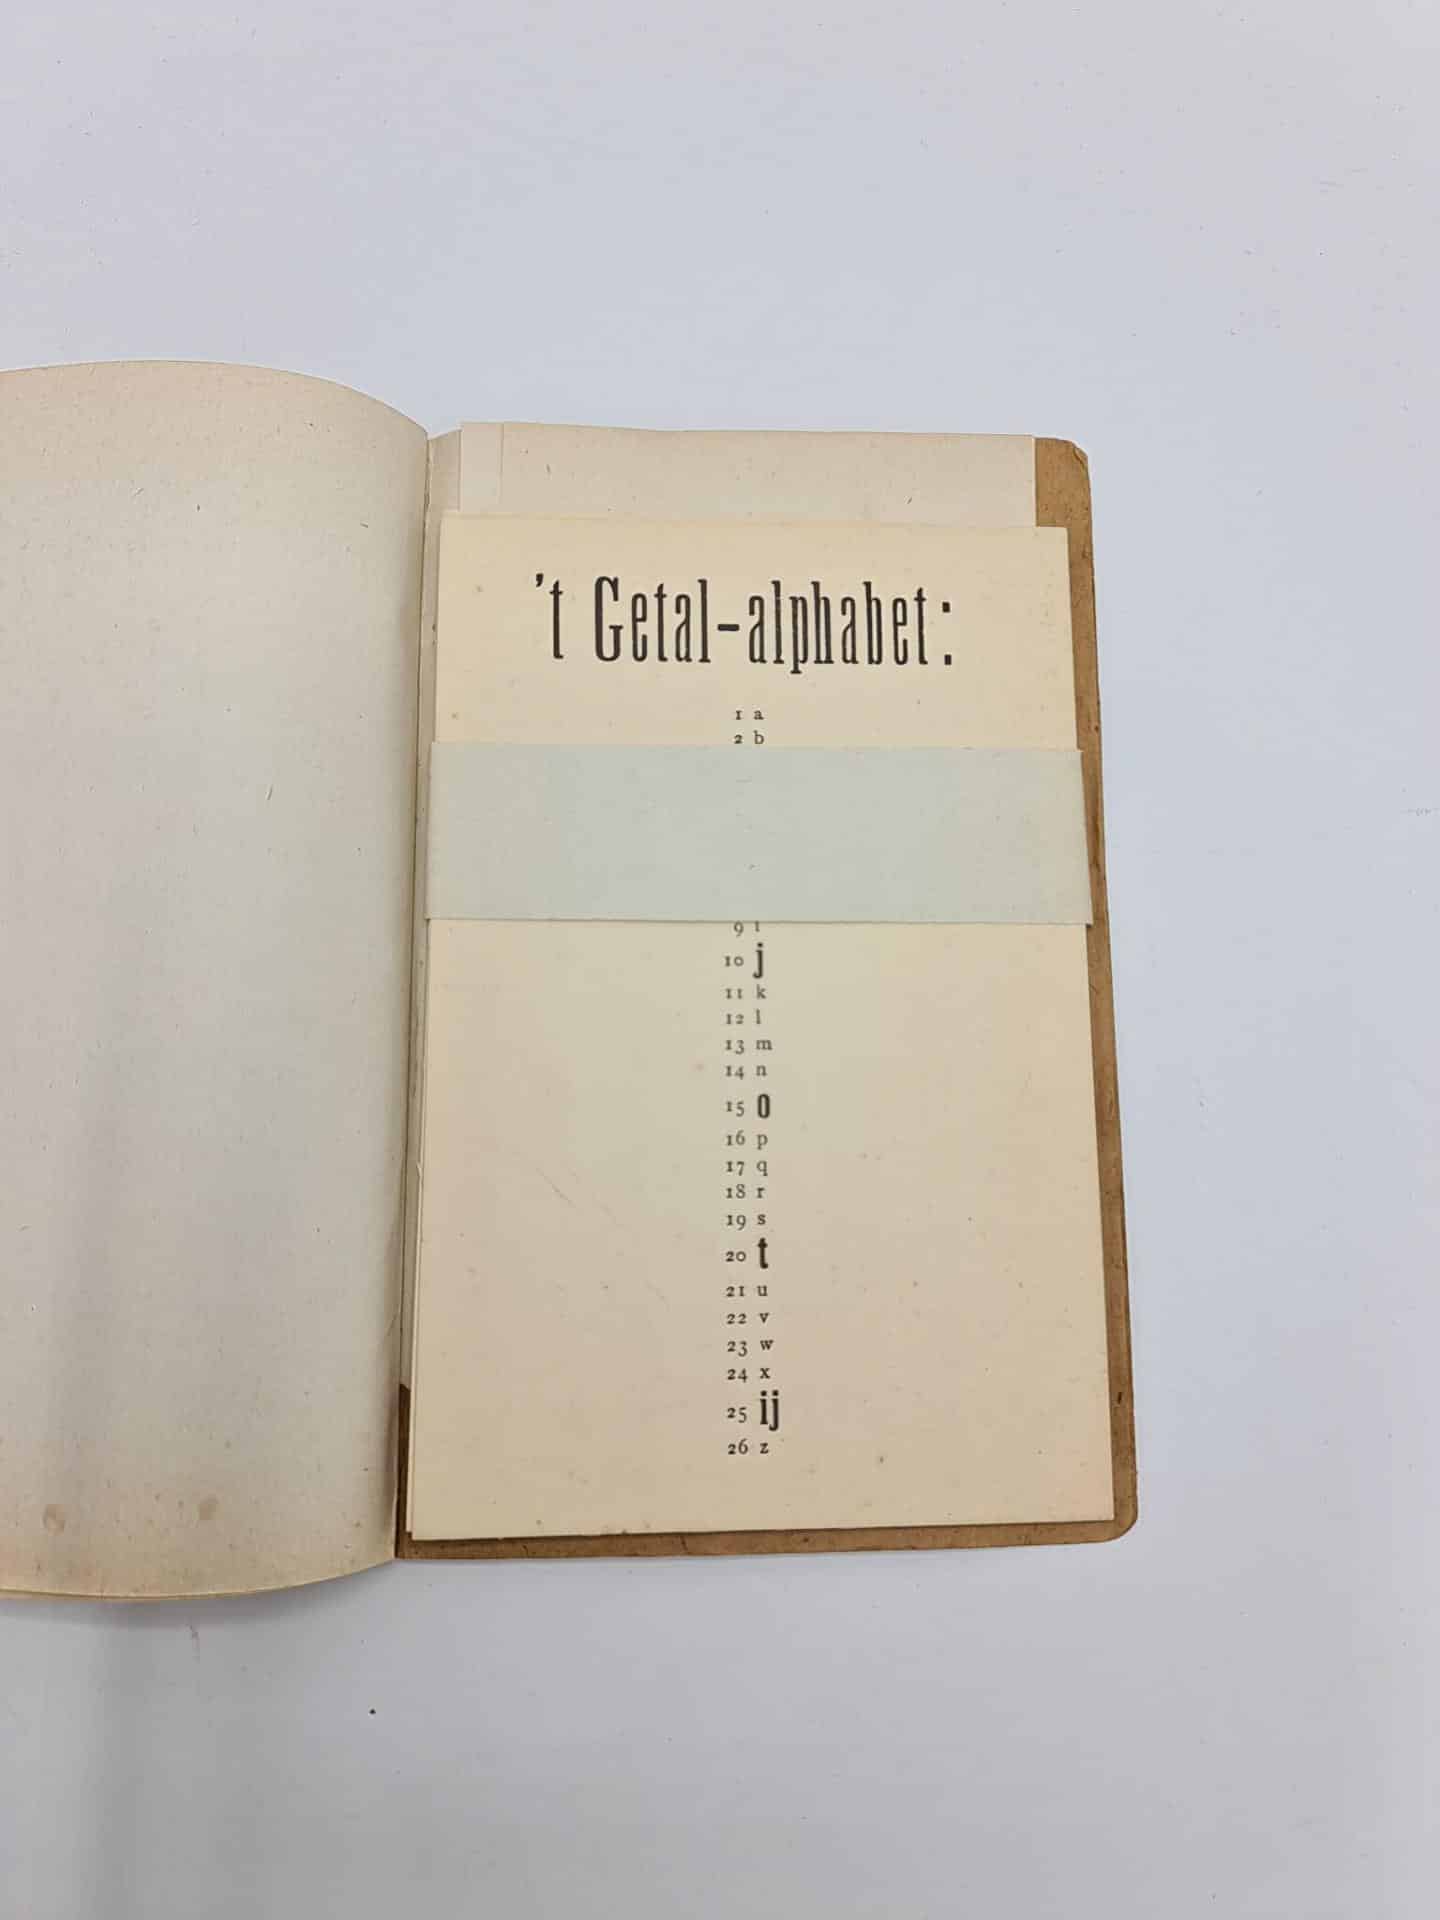 't Getal-alphabet:
1 a
2 b
9 i
10 j
11 k
12 l
13 m
14 n
15 o
16 p
17 q
18 r
19 s
20 t
21 u
22 v
23 w
24 x
25 ij
26 z